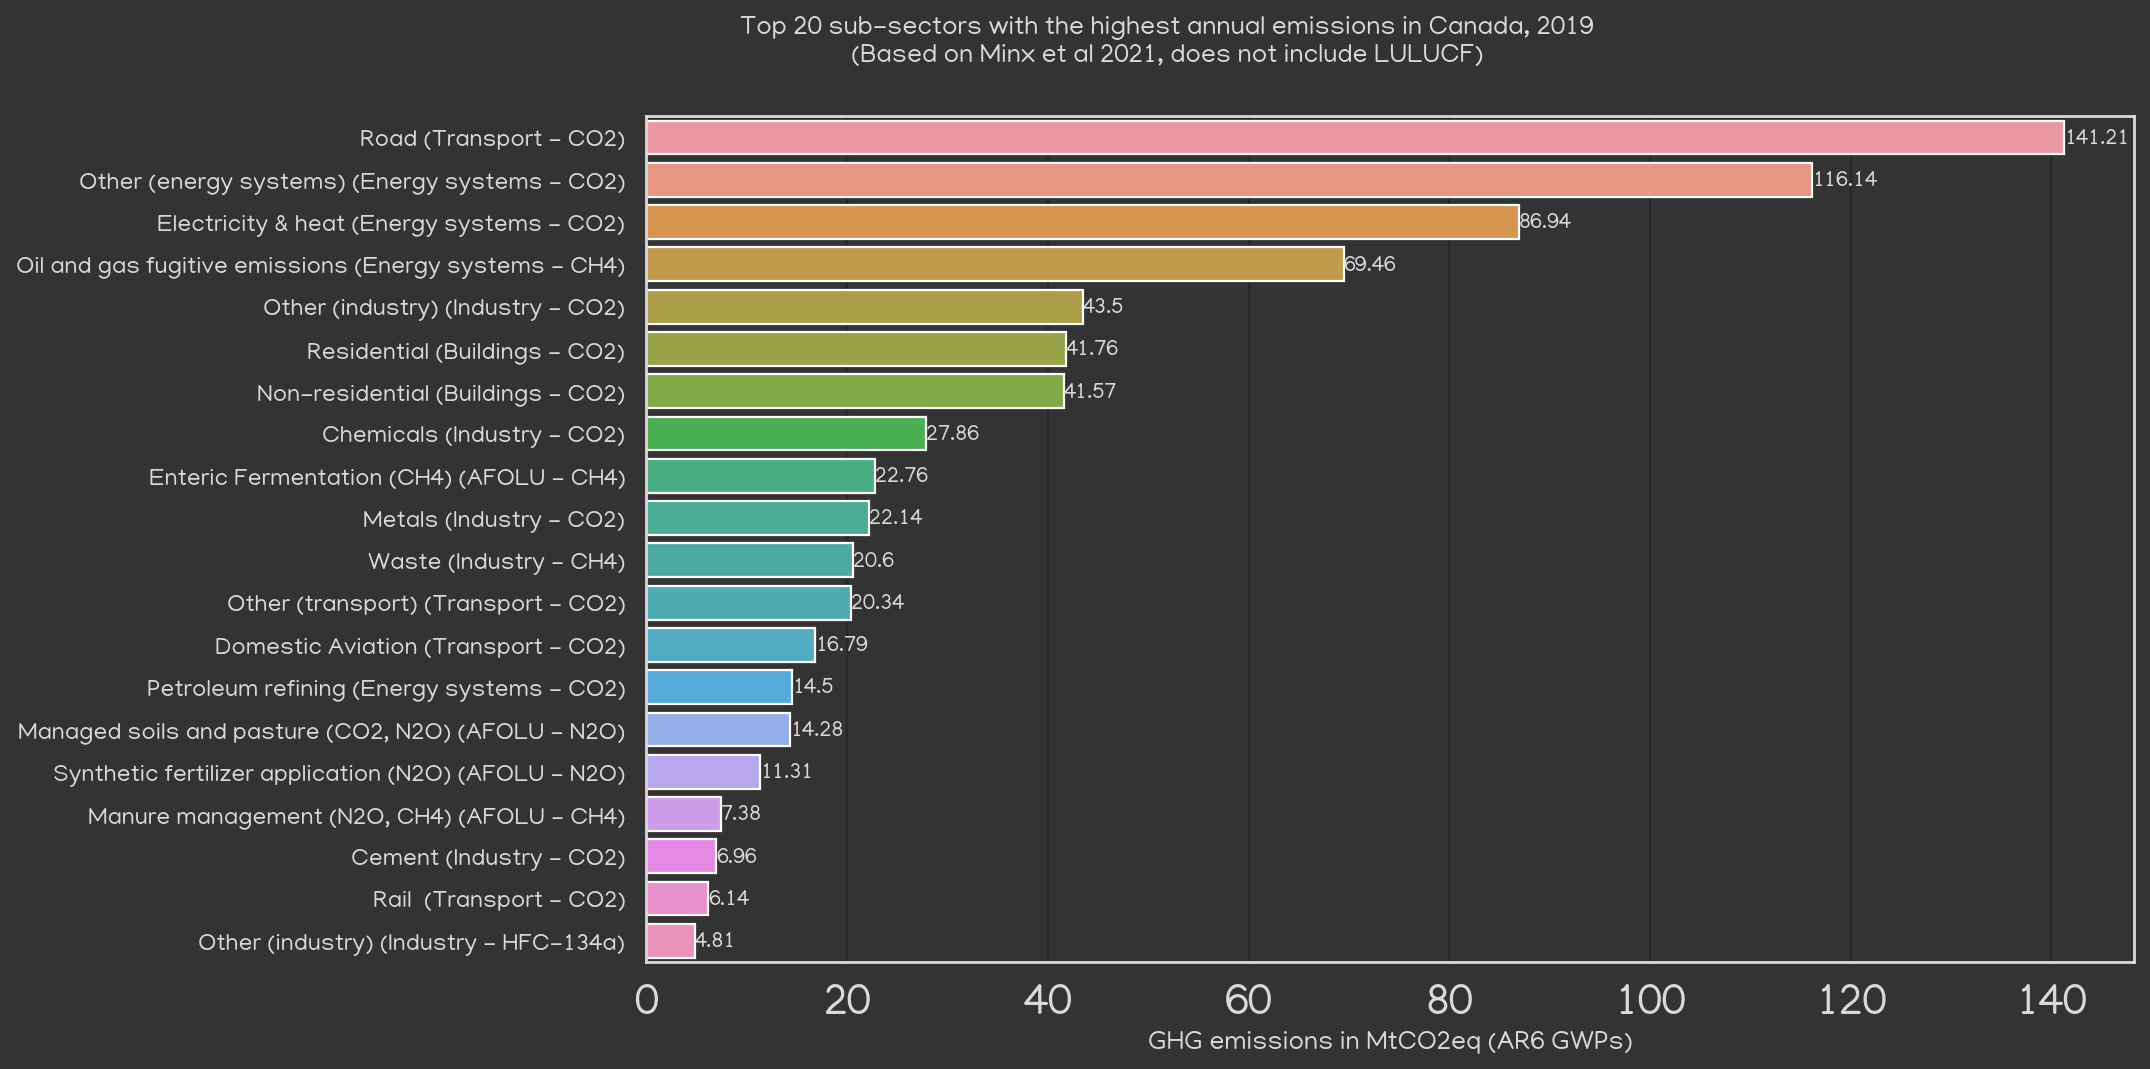 Top 20 sub-sectors with the highest annual emissions in Canada, 2019
(Based on Minx et al 2021, does not include LULUCF)
Road (Transport - CO2) 141.21
Other (energy systems) (Energy systems - CO2) 116.14
Electricity & heat (Energy systems - CO2) 86.94
Oil and gas fugitive emissions (Energy systems - CH4) 69.46
Other (industry) (Industry - CO2) 43.5
Residential (Buildings - CO2) 41.76
Non-residential (Buildings - CO2) 41.57
Chemicals (Industry - CO2) 27.86
Enteric Fermentation (CH4) (AFOLU - CH4) 22.76
Metals (Industry - CO2) 22.14
Waste (Industry - CH4) 20.6
Other (transport) (Transport - CO2) 20.34
Domestic Aviation (Transport - CO2) 16.79
Petroleum refining (Energy systems - CO2) 14.5
Managed soils and pasture (CO2, N2O) (AFOLU - N2O) 14.28
Synthetic fertilizer application (N2O) (AFOLU - N2O) 11.31
Manure management (N2O, CH4) (AFOLU - CH4) 7.38
Cement (Industry - CO2) 6.96
Rail (Transport - CO2) 6.14
Other (industry) (Industry - HFC-134a) 4.81
0 20 40 60 80 100 120 140
GHG emissions in MtCO2eq (AR6 GWPs)